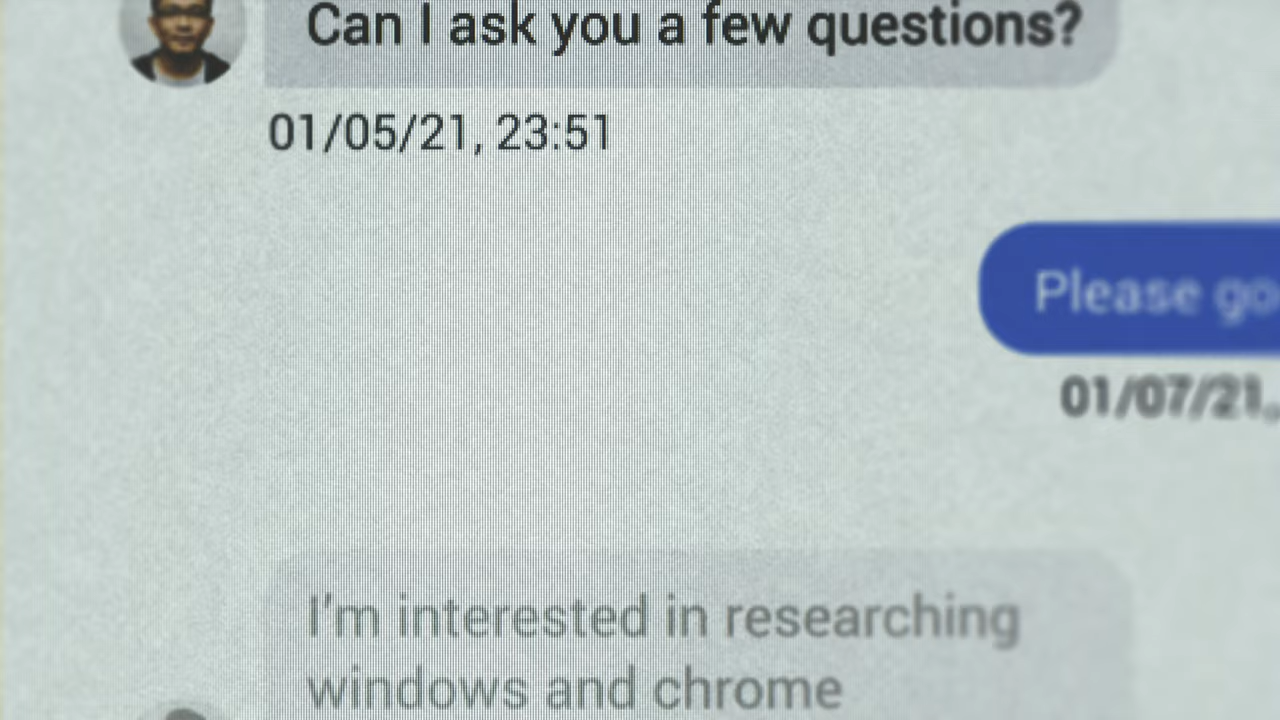 Can I ask you a few questions?
01/05/21, 23:51
Please go
01/07/21,
I'm interested in researching
windows and chrome